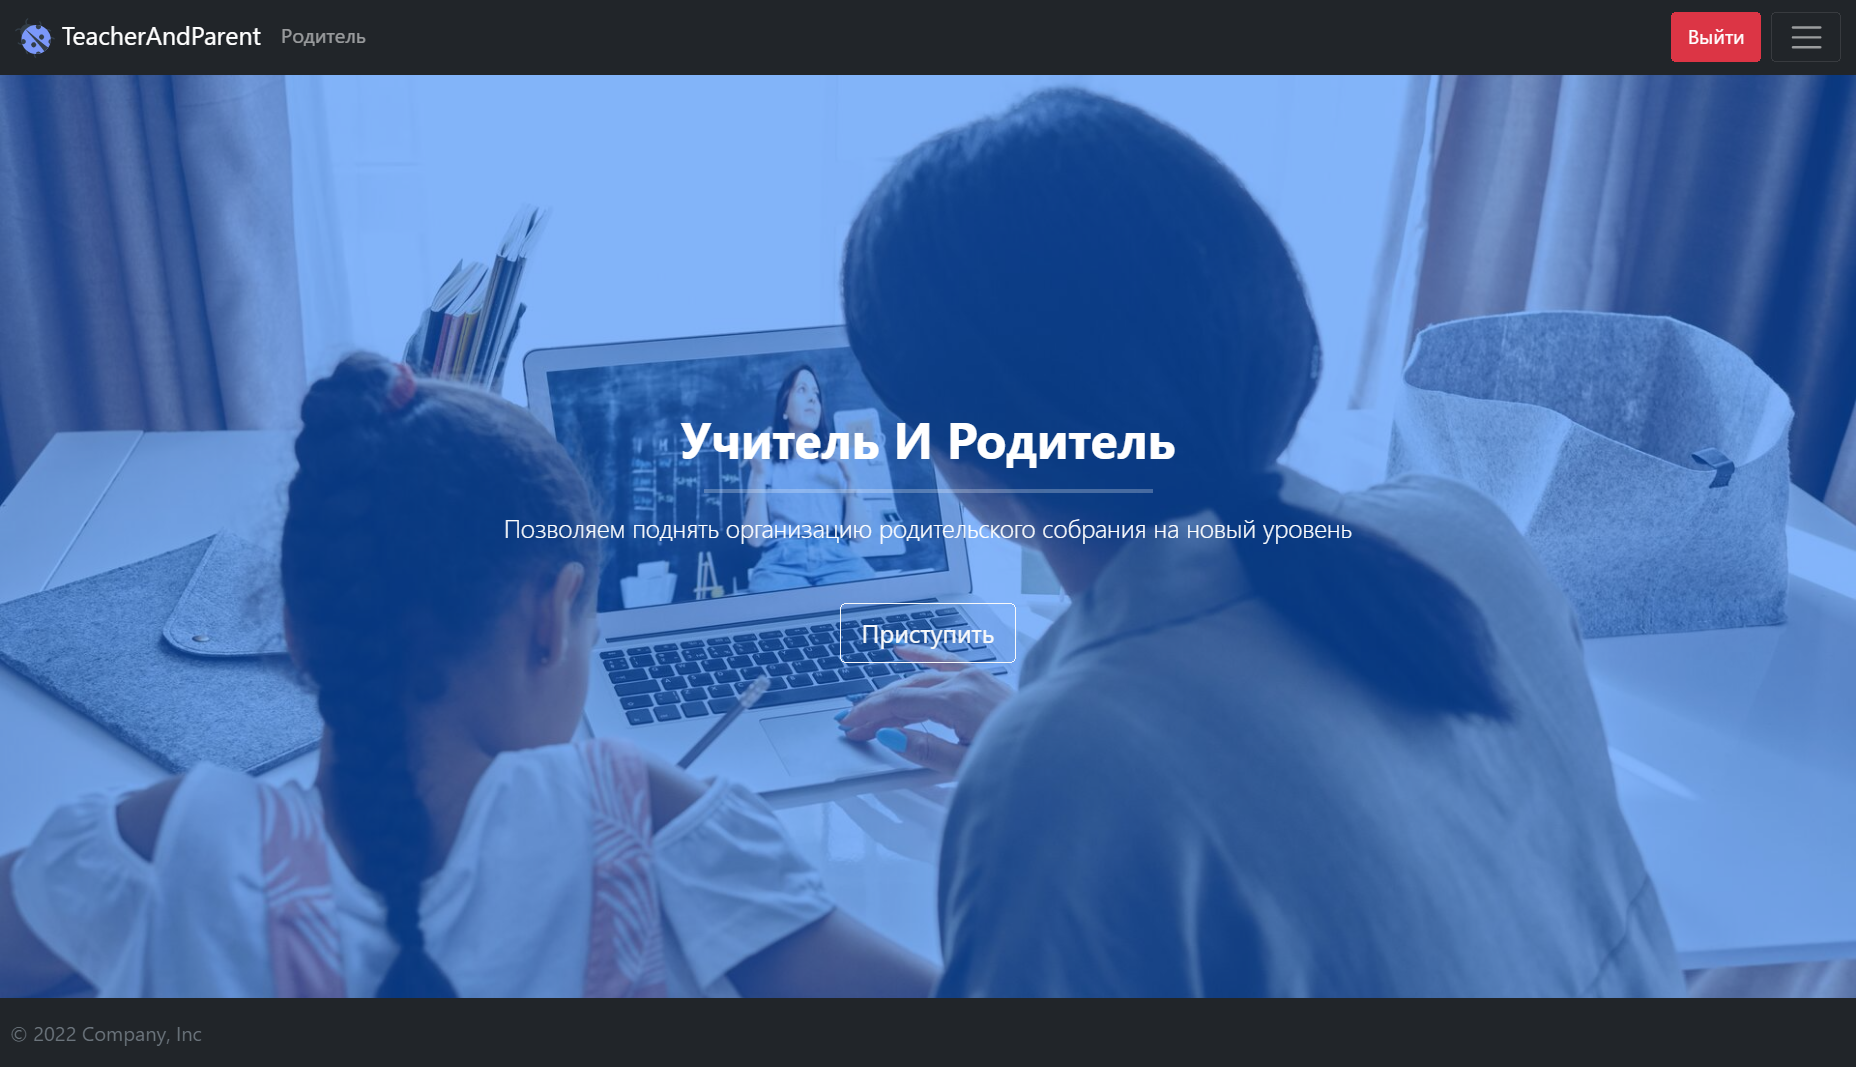 TeacherAndParent Родитель Выйти
Учитель И Родитель
Позволяем поднять организацию родительского собрания на новый уровень
Приступить
© 2022 Company, Inc